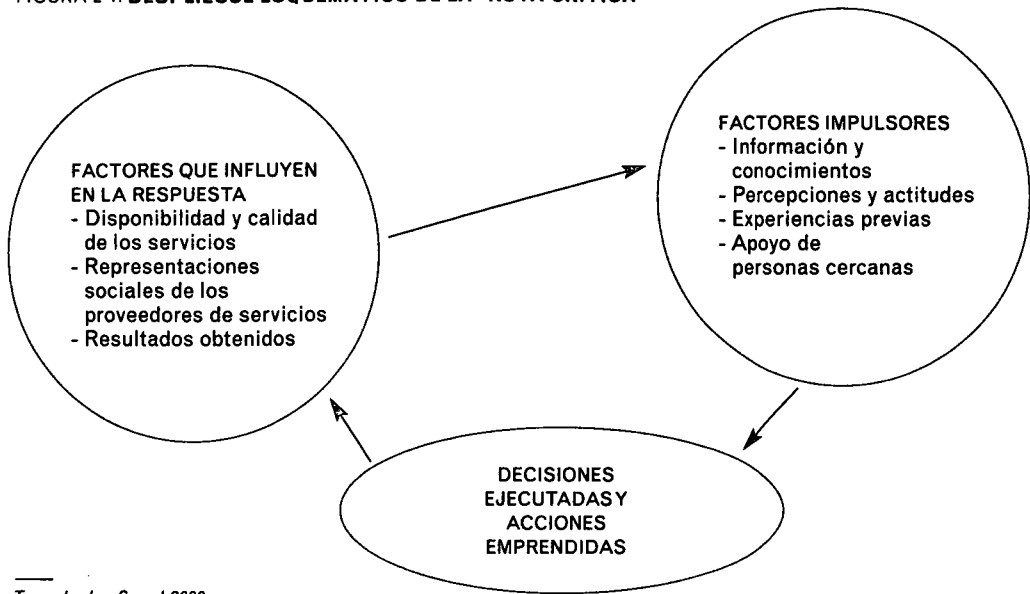 FACTORES QUE INFLUYEN
EN LA RESPUESTA
- Disponibilidad y calidad
de los servicios
- Representaciones
sociales de los
proveedores de servicios
- Resultados obtenidos
FACTORES IMPULSORES
- Información y
conocimientos
- Percepciones y actitudes
- Experiencias previas
- Apoyo de
personas cercanas
DECISIONES
EJECUTADAS Y
ACCIONES
EMPRENDIDAS